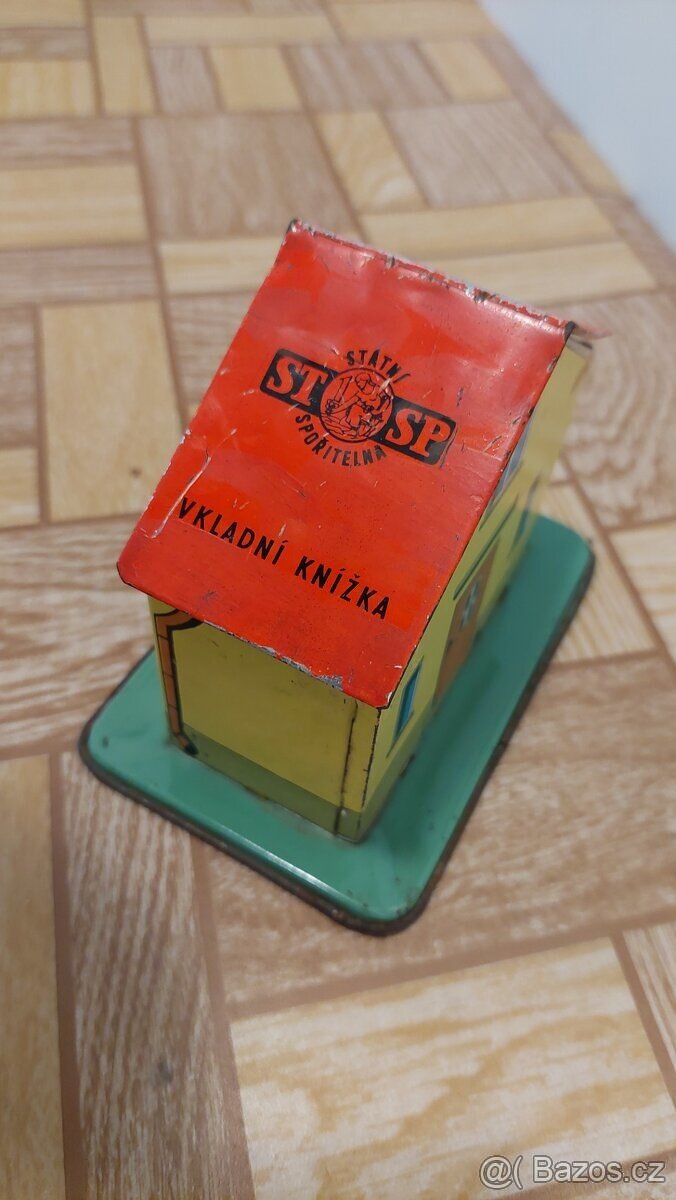 STÁTNÍ
ST SP
SPOŘITELNA
VKLADNÍ KNÍŽKA
@( Bazos.cz